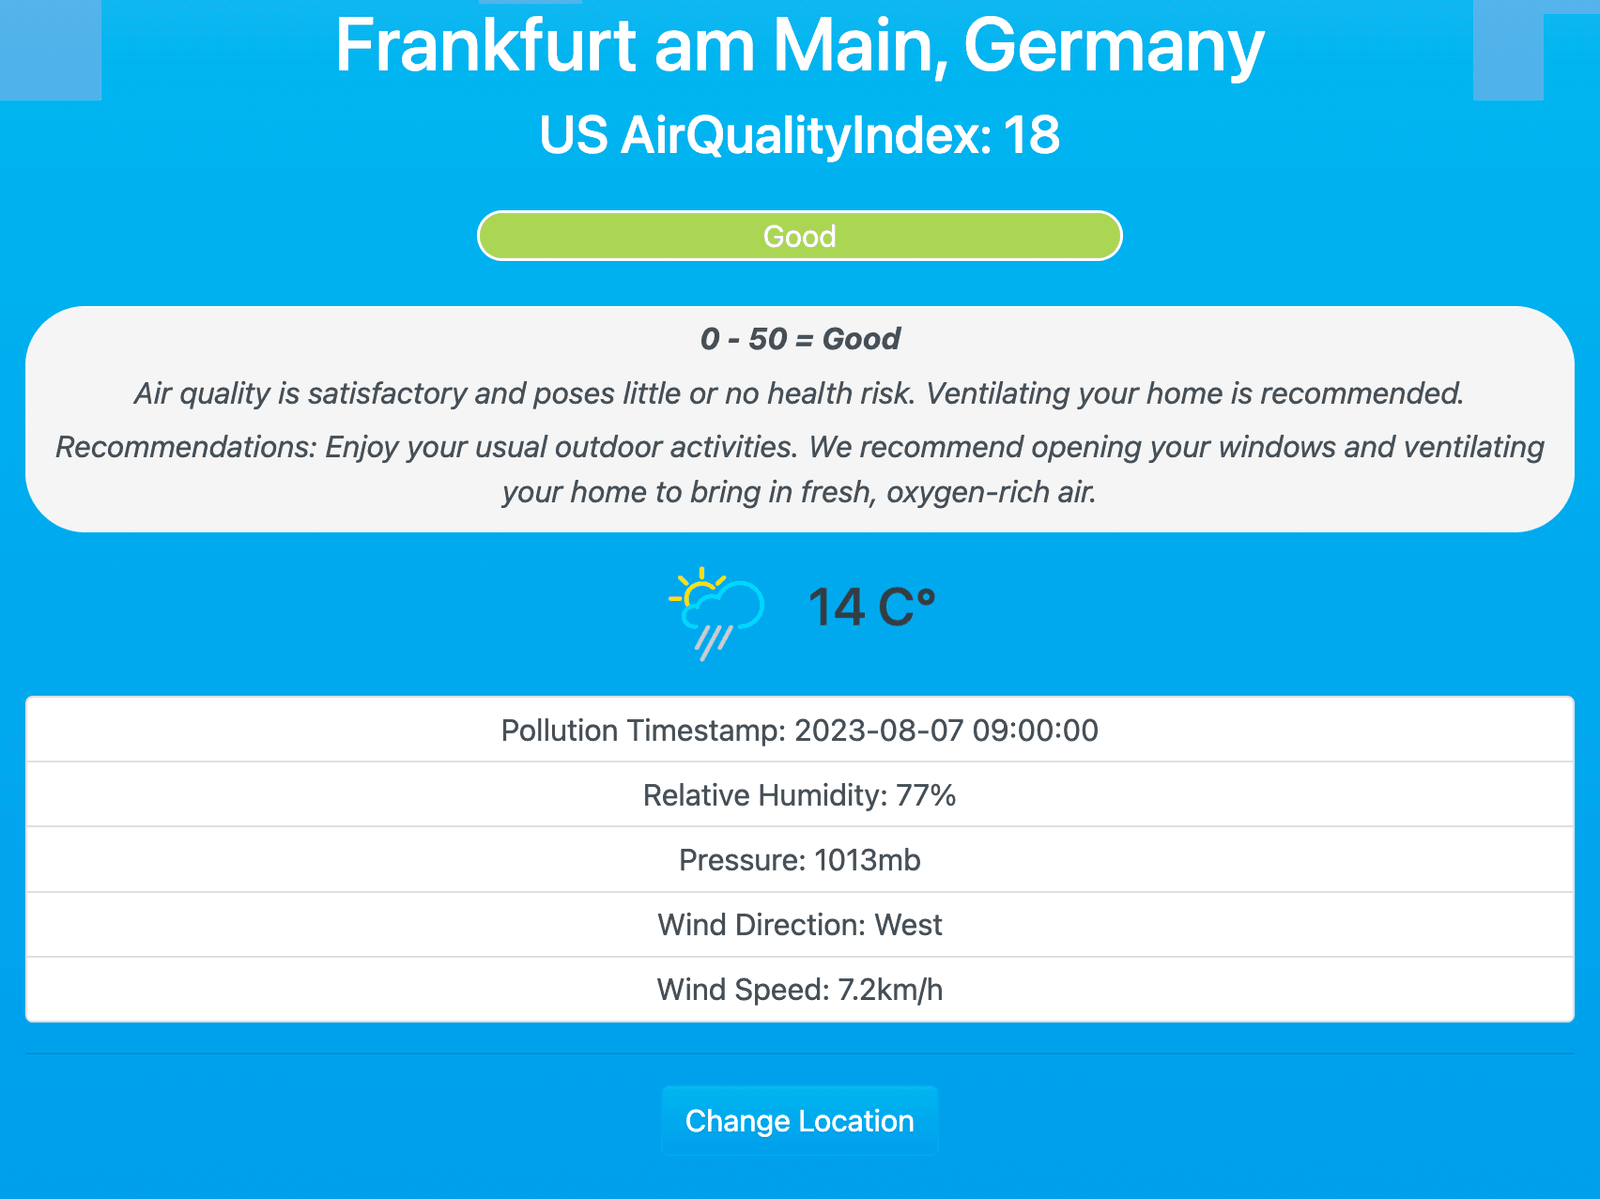 Frankfurt am Main, Germany
US AirQualityIndex: 18
Good
0 - 50 = Good
Air quality is satisfactory and poses little or no health risk. Ventilating your home is recommended.
Recommendations: Enjoy your usual outdoor activities. We recommend opening your windows and ventilating
your home to bring in fresh, oxygen-rich air.
14 C°
Pollution Timestamp: 2023-08-07 09:00:00
Relative Humidity: 77%
Pressure: 1013mb
Wind Direction: West
Wind Speed: 7.2km/h
Change Location